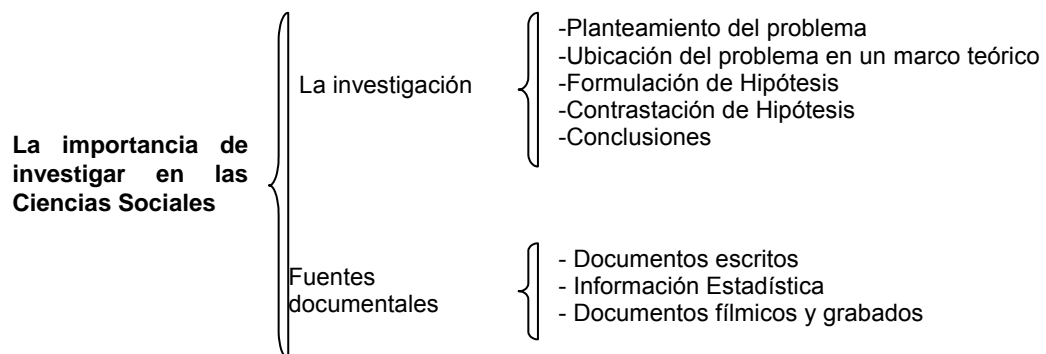 La importancia de
investigar en las
Ciencias Sociales
La investigación
-Planteamiento del problema
-Ubicación del problema en un marco teórico
-Formulación de Hipótesis
-Contrastación de Hipótesis
-Conclusiones
Fuentes
documentales
- Documentos escritos
- Información Estadística
- Documentos fílmicos y grabados